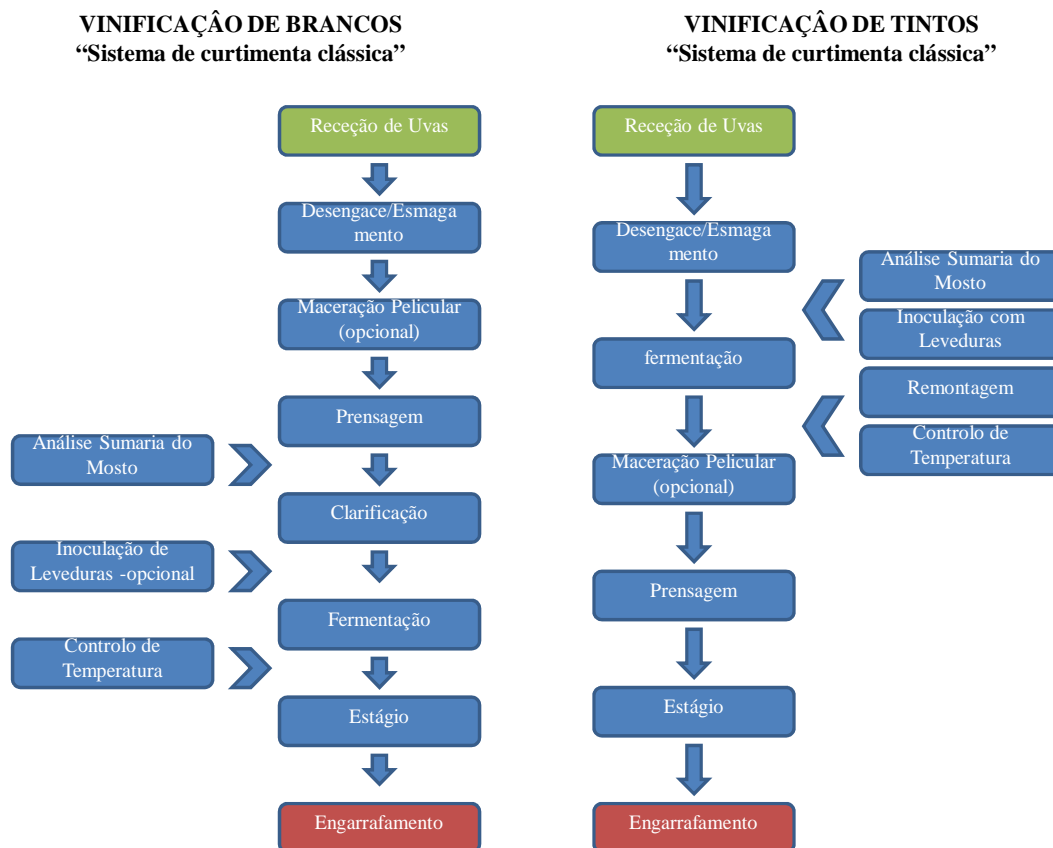 VINIFICAÇÂO DE BRANCOS
“Sistema de curtimenta clássica”
Receção de Uvas
Desengace/Esmaga
mento
Maceração Pelicular
(opcional)
Prensagem
Análise Sumaria do
Mosto
Clarificação
Inoculação de
Leveduras -opcional
Fermentação
Controlo de
Temperatura
Estágio
Engarrafamento
VINIFICAÇÂO DE TINTOS
“Sistema de curtimenta clássica”
Receção de Uvas
Desengace/Esmaga
mento
Análise Sumaria do
Mosto
Inoculação com
Leveduras
fermentação
Remontagem
Controlo de
Temperatura
Maceração Pelicular
(opcional)
Prensagem
Estágio
Engarrafamento